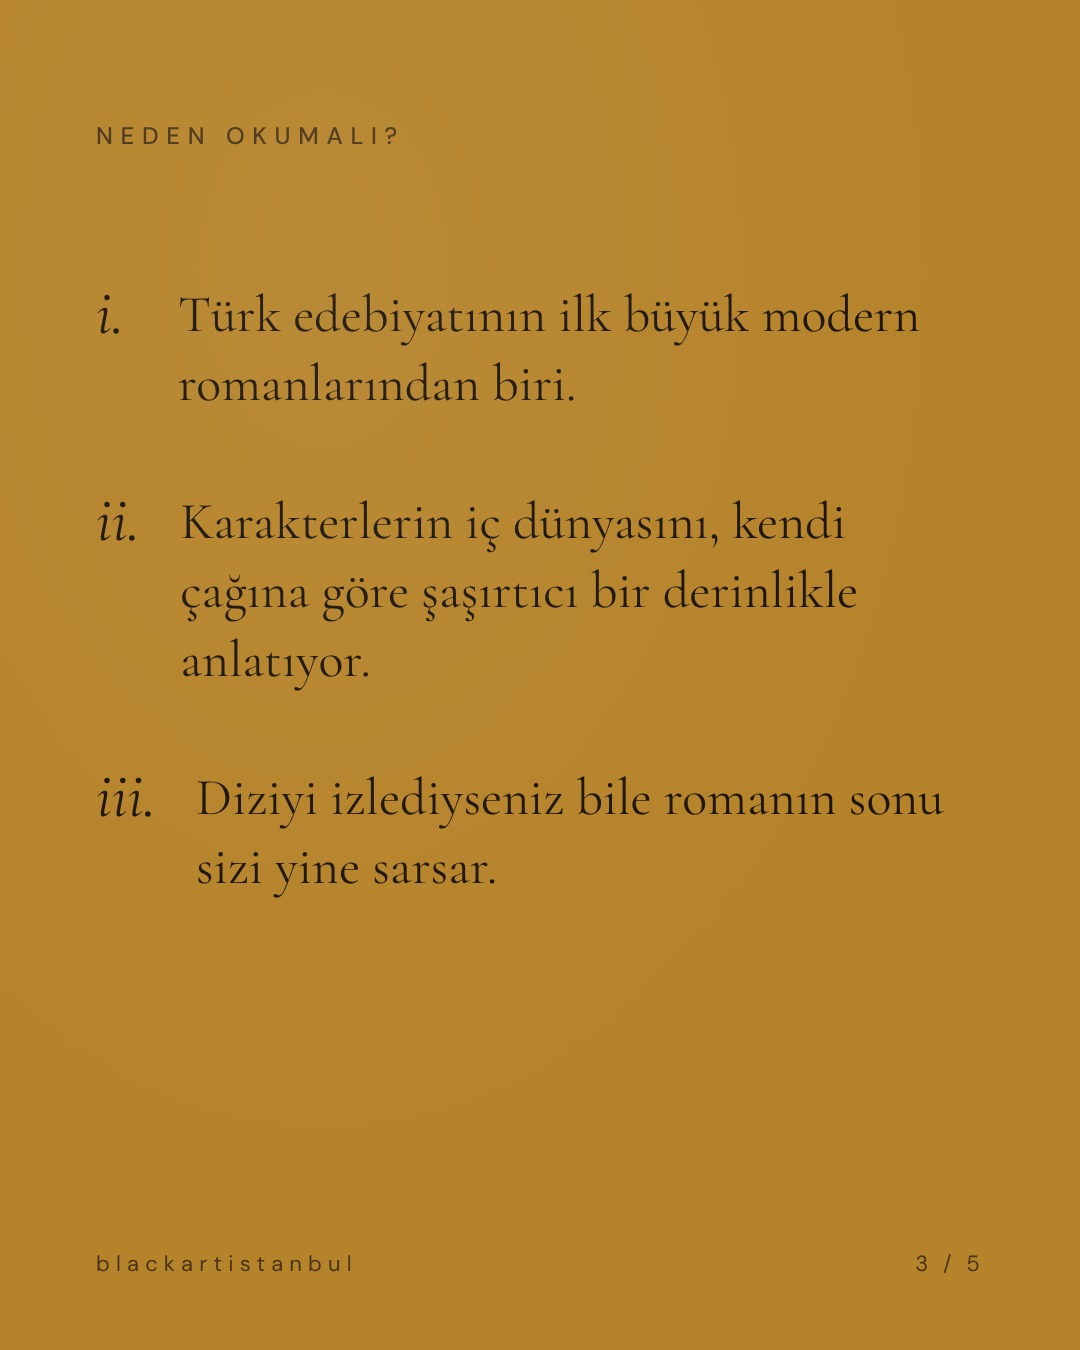 NEDEN OKUMALI?
i. Türk edebiyatının ilk büyük modern
romanlarından biri.
ii. Karakterlerin iç dünyasını, kendi
çağına göre şaşırtıcı bir derinlikle
anlatıyor.
iii. Diziyi izlediyseniz bile romanın sonu
sizi yine sarsar.
blackartistanbul
3 / 5